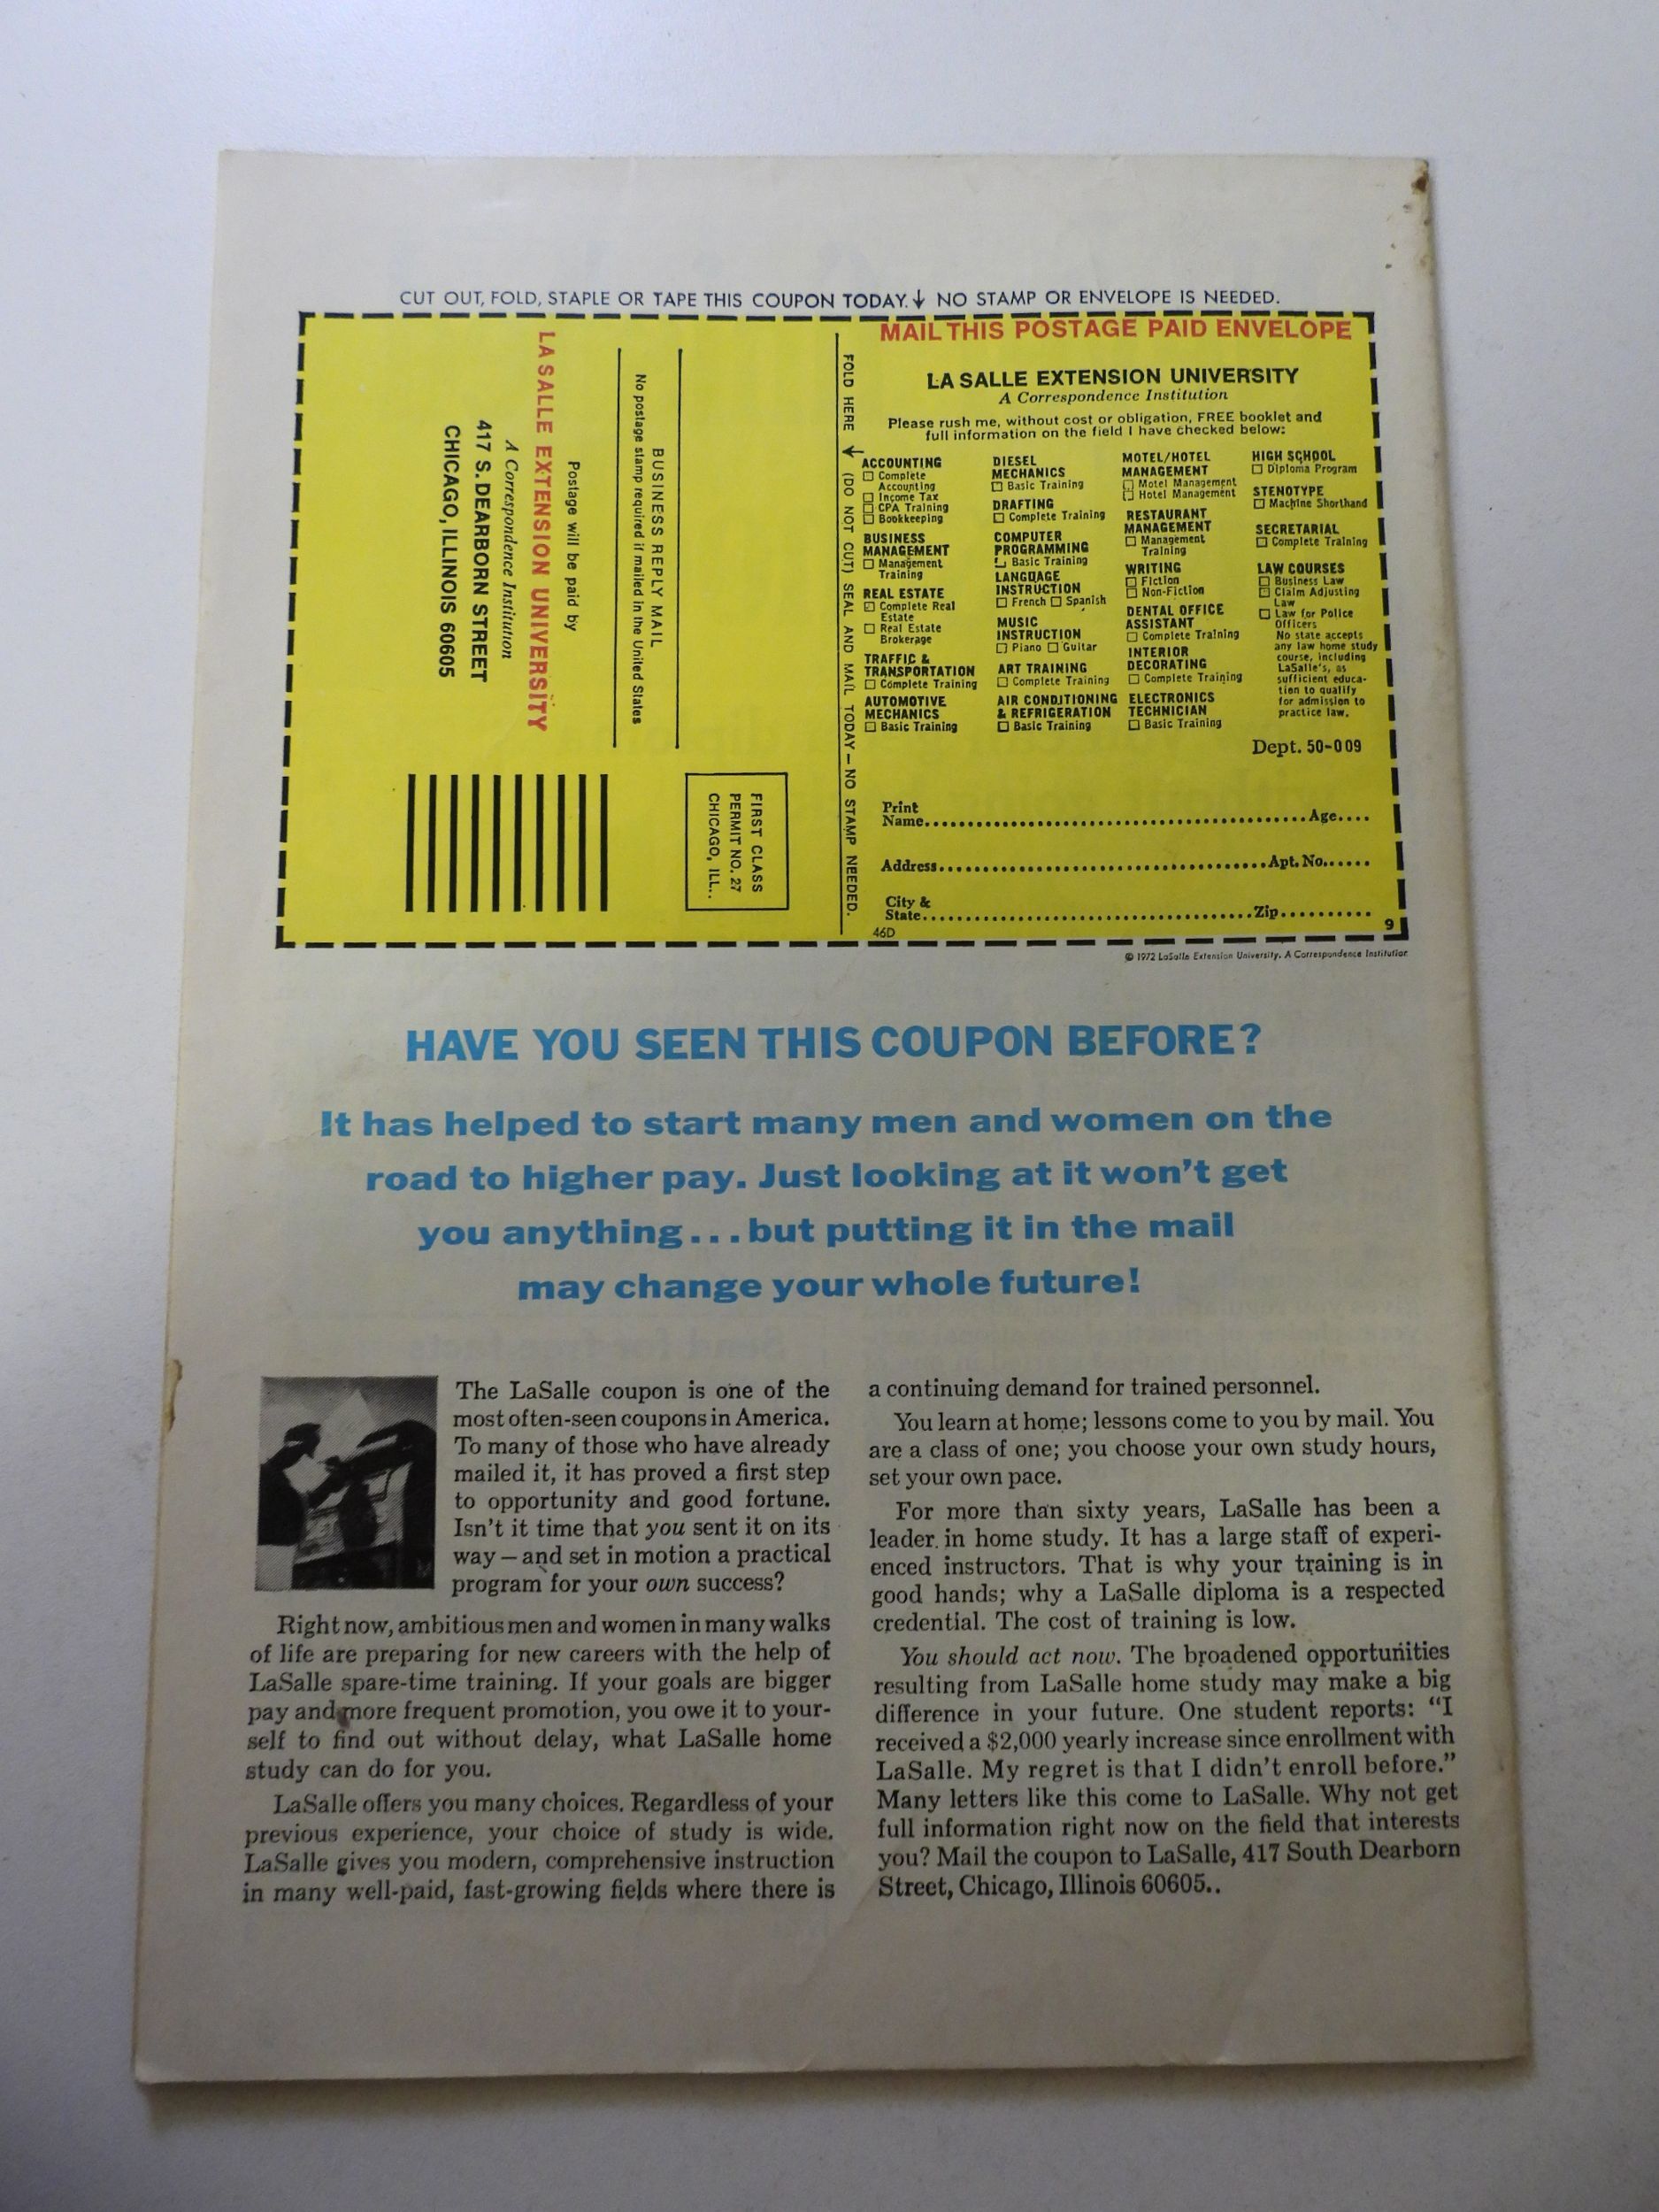 CUT OUT, FOLD, STAPLE OR TAPE THIS COUPON TODAY. ↓ NO STAMP OR ENVELOPE IS NEEDED.
LA SALLE EXTENSION UNIVERSITY
A Correspondence Institution
417 S. DEARBORN STREET
CHICAGO, ILLINOIS 60605
Postage will be paid by
No postage stamp required if mailed in the United States
BUSINESS REPLY MAIL
FIRST CLASS
PERMIT NO. 27
CHICAGO, ILL..
FOLD HERE ↓ (DO NOT CUT) SEAL AND MAIL TODAY — NO STAMP NEEDED.
MAIL THIS POSTAGE PAID ENVELOPE
LA SALLE EXTENSION UNIVERSITY
A Correspondence Institution
Please rush me, without cost or obligation, FREE booklet and
full information on the field I have checked below:
ACCOUNTING
☐ Complete
Accounting
☐ Income Tax
☐ CPA Training
☐ Bookkeeping
BUSINESS
MANAGEMENT
☐ Management
Training
REAL ESTATE
☐ Complete Real
Estate
☐ Real Estate
Brokerage
TRAFFIC &
TRANSPORTATION
☐ Complete Training
AUTOMOTIVE
MECHANICS
☐ Basic Training
DIESEL
MECHANICS
☐ Basic Training
DRAFTING
☐ Complete Training
COMPUTER
PROGRAMMING
☐ Basic Training
LANGUAGE
INSTRUCTION
☐ French ☐ Spanish
MUSIC
INSTRUCTION
☐ Piano ☐ Guitar
ART TRAINING
☐ Complete Training
AIR CONDITIONING
& REFRIGERATION
☐ Basic Training
MOTEL/HOTEL
MANAGEMENT
☐ Motel Management
☐ Hotel Management
RESTAURANT
MANAGEMENT
☐ Management
Training
WRITING
☐ Fiction
☐ Non-Fiction
DENTAL OFFICE
ASSISTANT
☐ Complete Training
INTERIOR
DECORATING
☐ Complete Training
ELECTRONICS
TECHNICIAN
☐ Basic Training
HIGH SCHOOL
☐ Diploma Program
STENOTYPE
☐ Machine Shorthand
SECRETARIAL
☐ Complete Training
LAW COURSES
☐ Business Law
☐ Claim Adjusting
Law
☐ Law for Police
Officers
No state accepts
any law home study
course, including
LaSalle's, as
sufficient educa-
tion to qualify
for admission to
practice law.
Dept. 50-009
Print
Name.....Age....
Address.....Apt. No......
City &
State.....Zip..........
46D
9
© 1972 LaSalle Extension University. A Correspondence Institution
HAVE YOU SEEN THIS COUPON BEFORE?
It has helped to start many men and women on the
road to higher pay. Just looking at it won't get
you anything...but putting it in the mail
may change your whole future!
The LaSalle coupon is one of the
most often-seen coupons in America.
To many of those who have already
mailed it, it has proved a first step
to opportunity and good fortune.
Isn't it time that you sent it on its
way—and set in motion a practical
program for your own success?
Right now, ambitious men and women in many walks
of life are preparing for new careers with the help of
LaSalle spare-time training. If your goals are bigger
pay and more frequent promotion, you owe it to your-
self to find out without delay, what LaSalle home
study can do for you.
LaSalle offers you many choices. Regardless of your
previous experience, your choice of study is wide.
LaSalle gives you modern, comprehensive instruction
in many well-paid, fast-growing fields where there is
a continuing demand for trained personnel.
You learn at home; lessons come to you by mail. You
are a class of one; you choose your own study hours,
set your own pace.
For more than sixty years, LaSalle has been a
leader in home study. It has a large staff of experi-
enced instructors. That is why your training is in
good hands; why a LaSalle diploma is a respected
credential. The cost of training is low.
You should act now. The broadened opportunities
resulting from LaSalle home study may make a big
difference in your future. One student reports: "I
received a $2,000 yearly increase since enrollment with
LaSalle. My regret is that I didn't enroll before."
Many letters like this come to LaSalle. Why not get
full information right now on the field that interests
you? Mail the coupon to LaSalle, 417 South Dearborn
Street, Chicago, Illinois 60605..